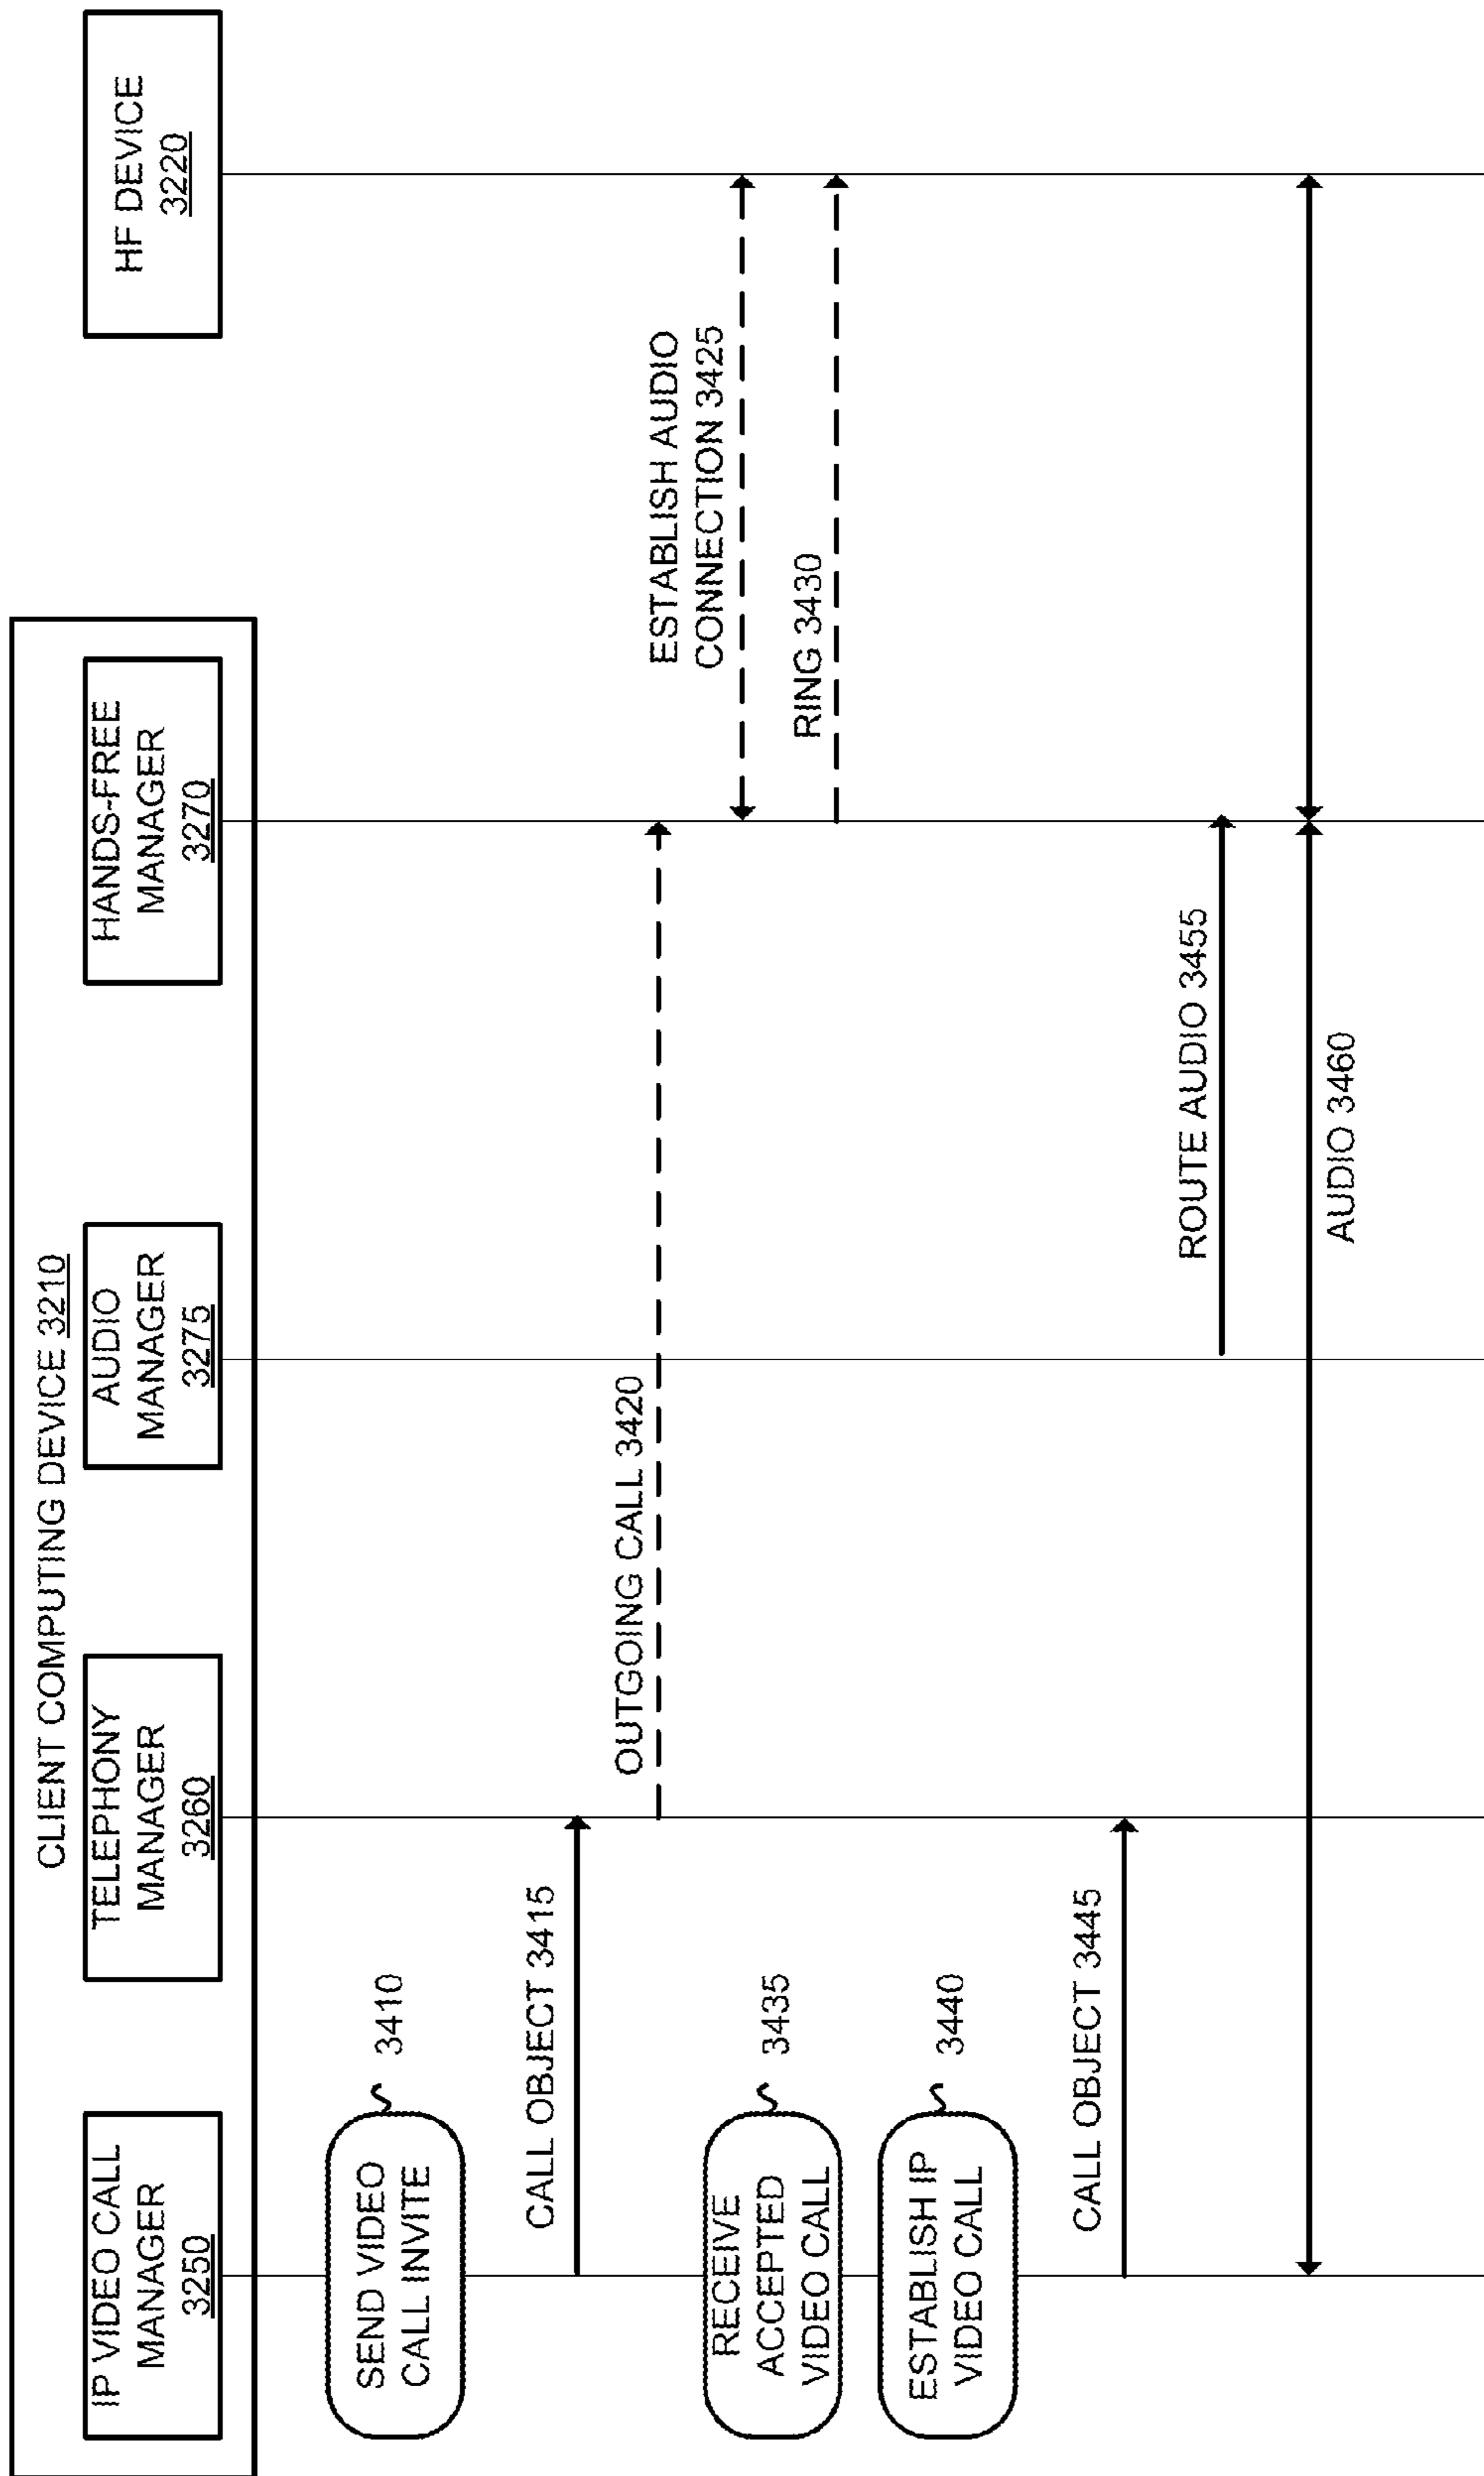 CLIENT COMPUTING DEVICE 3210
IP VIDEO CALL
MANAGER
3250
TELEPHONY
MANAGER
3260
AUDIO
MANAGER
3275
HANDS-FREE
MANAGER
3270
HF DEVICE
3220
SEND VIDEO
CALL INVITE
3410
CALL OBJECT 3415
OUTGOING CALL 3420
ESTABLISH AUDIO
CONNECTION 3425
RING 3430
RECEIVE
ACCEPTED
VIDEO CALL
3435
ESTABLISH IP
VIDEO CALL
3440
CALL OBJECT 3445
ROUTE AUDIO 3455
AUDIO 3460